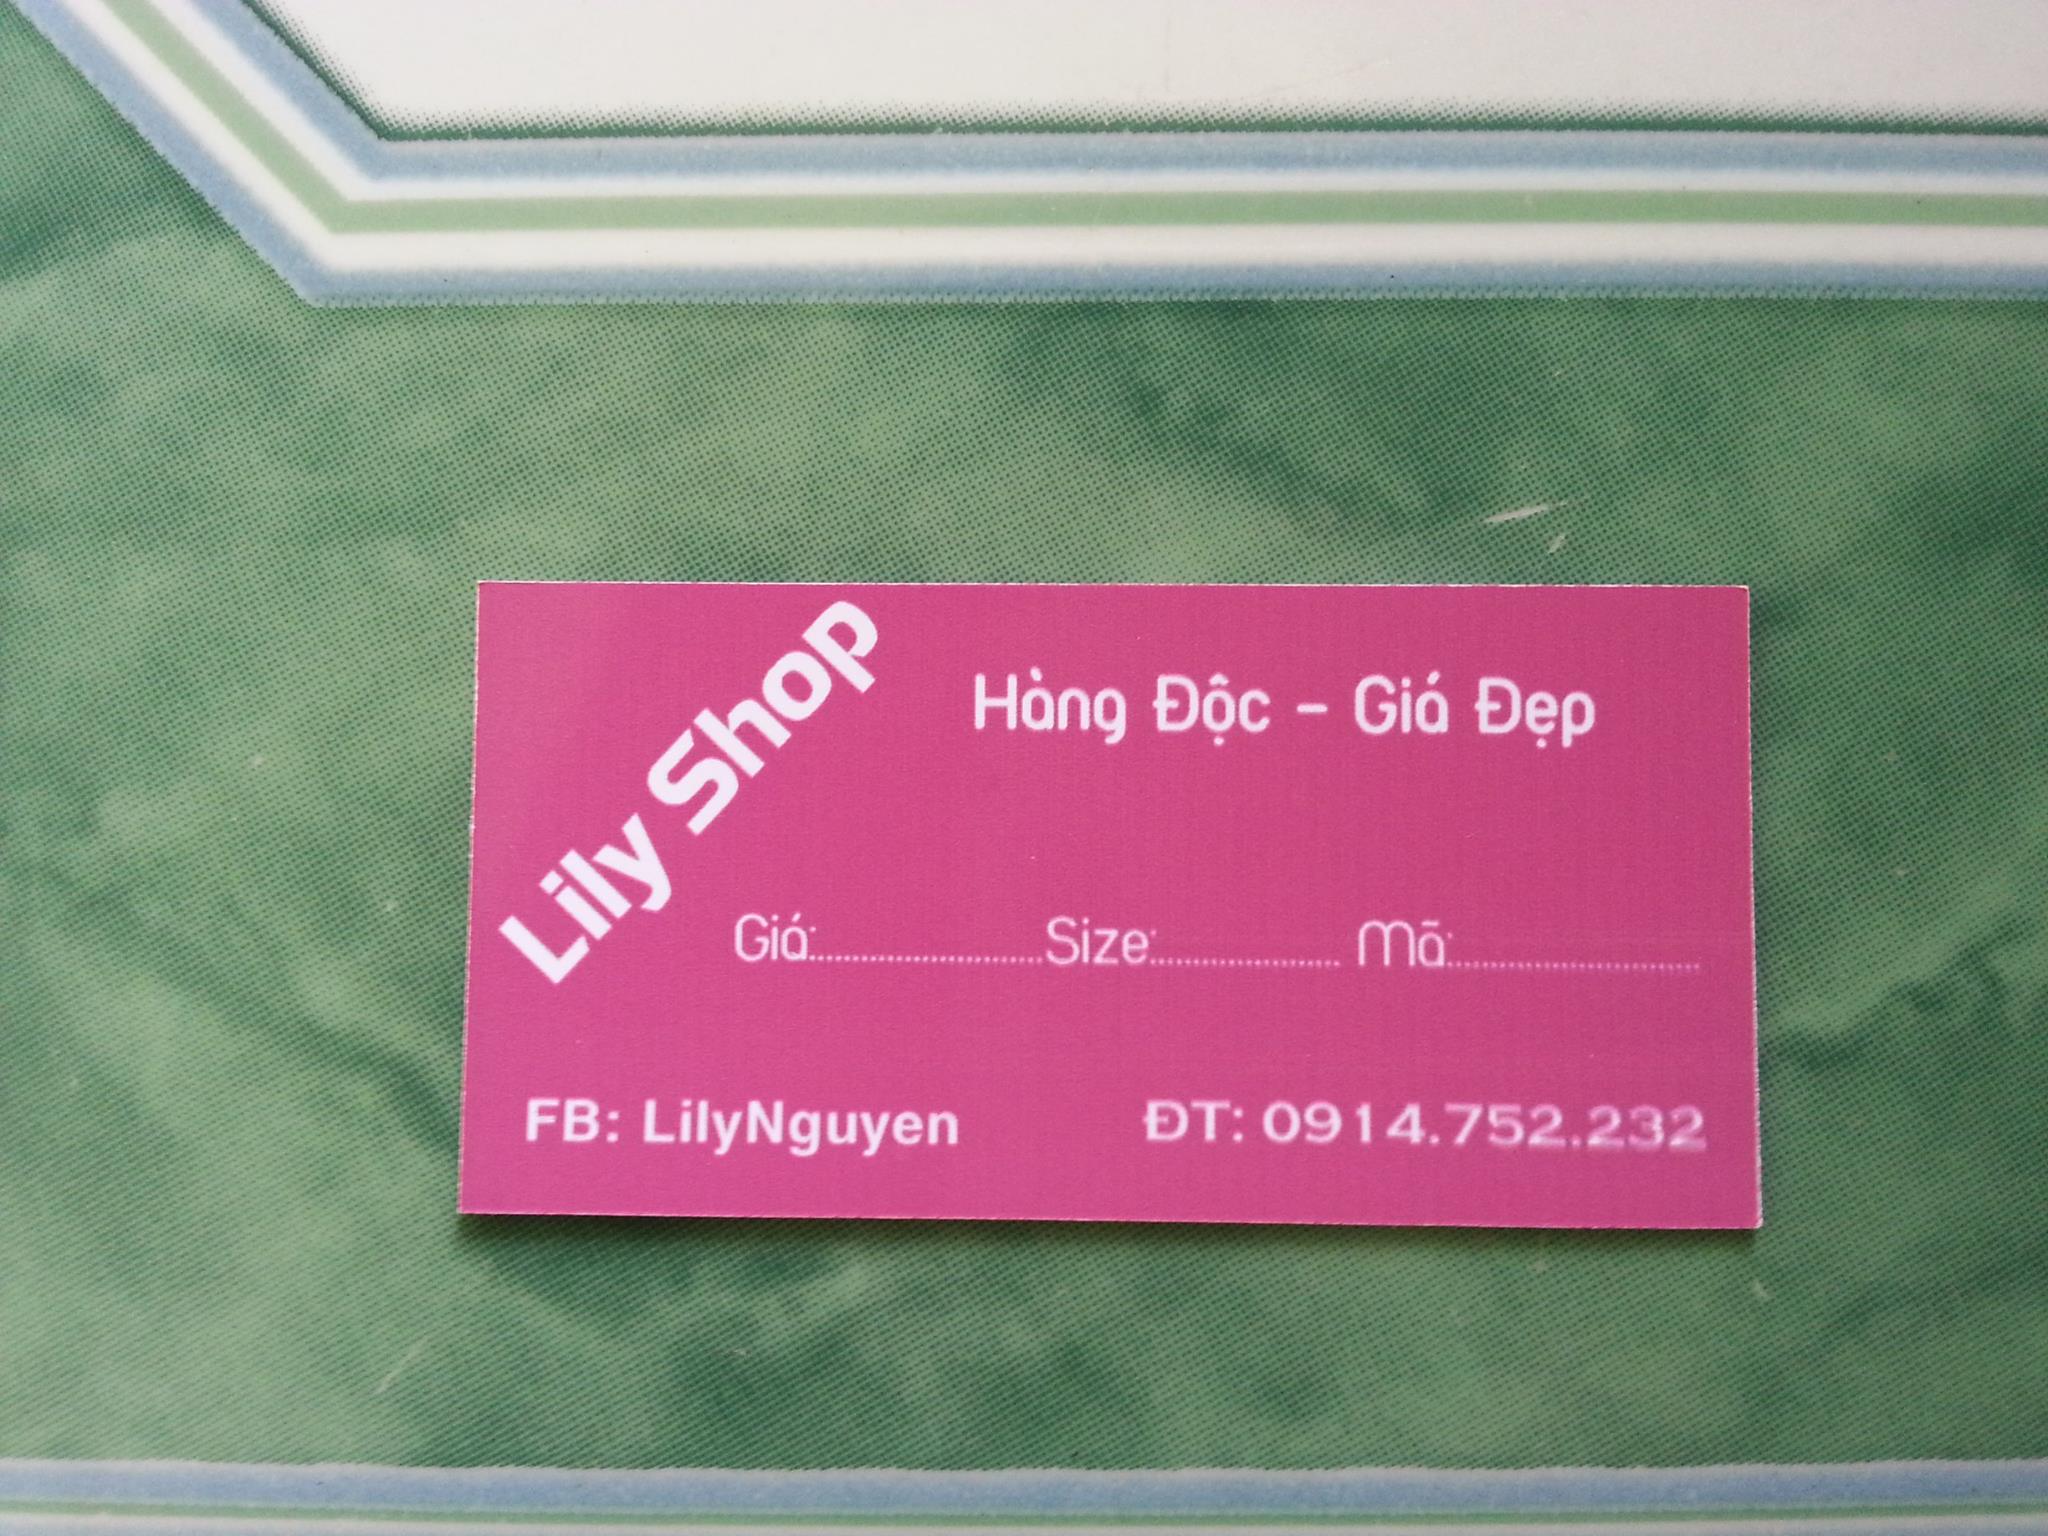 Lily Shop
Hàng Độc - Giá Đẹp
Giá:....................... Size:................... Mã:.........................
FB: LilyNguyen
ĐT: 0914.752.232